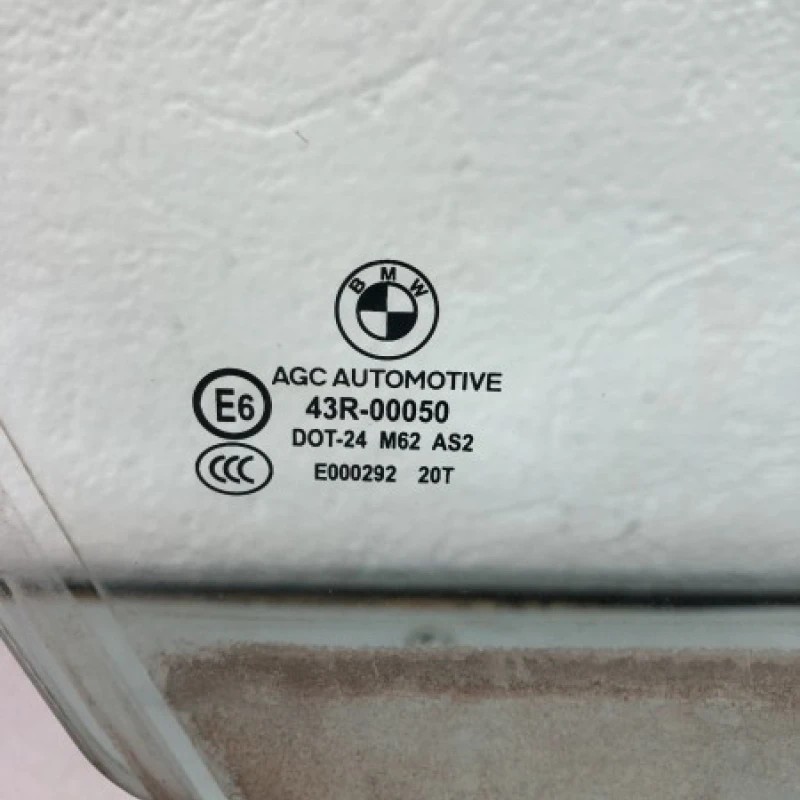 BMW
AGC AUTOMOTIVE
E6 43R-00050
DOT-24 M62 AS2
CCC E000292 20T